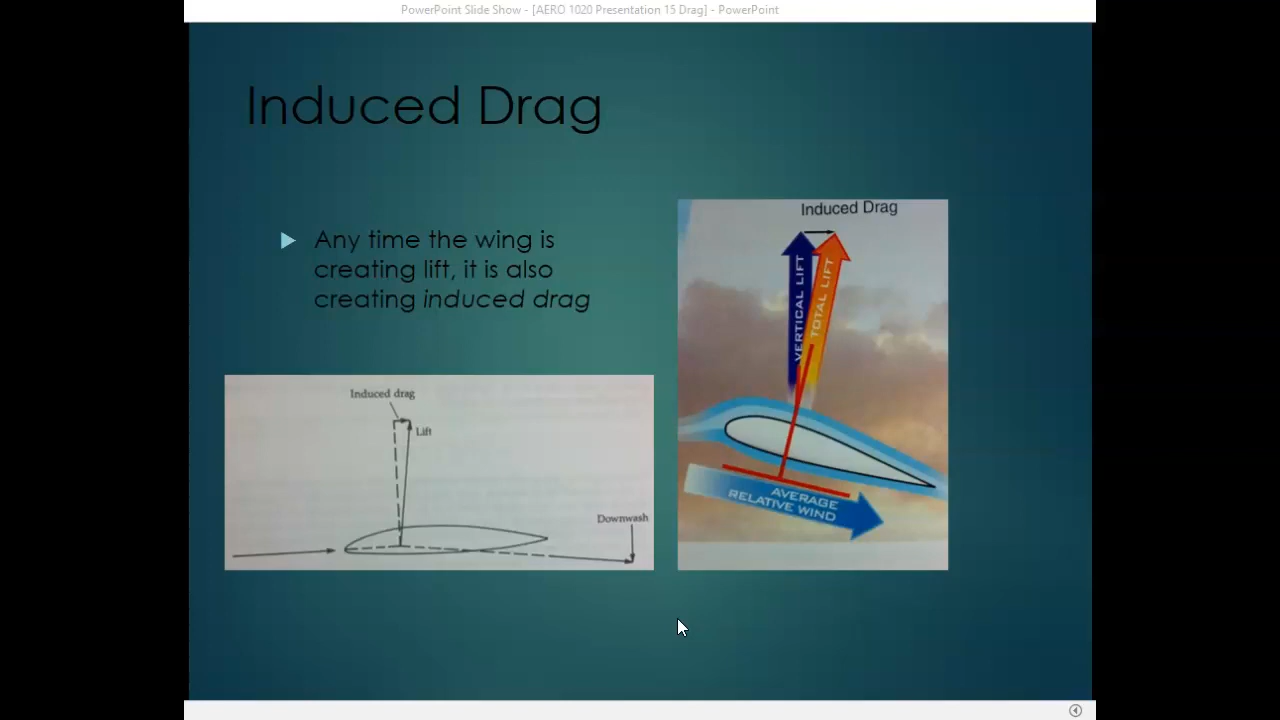 PowerPoint Slide Show - [AERO 1020 Presentation 15 Drag] - PowerPoint
Induced Drag
Any time the wing is
creating lift, it is also
creating induced drag
Induced drag
Lift
Downwash
Induced Drag
VERTICAL LIFT
TOTAL LIFT
AVERAGE
RELATIVE WIND